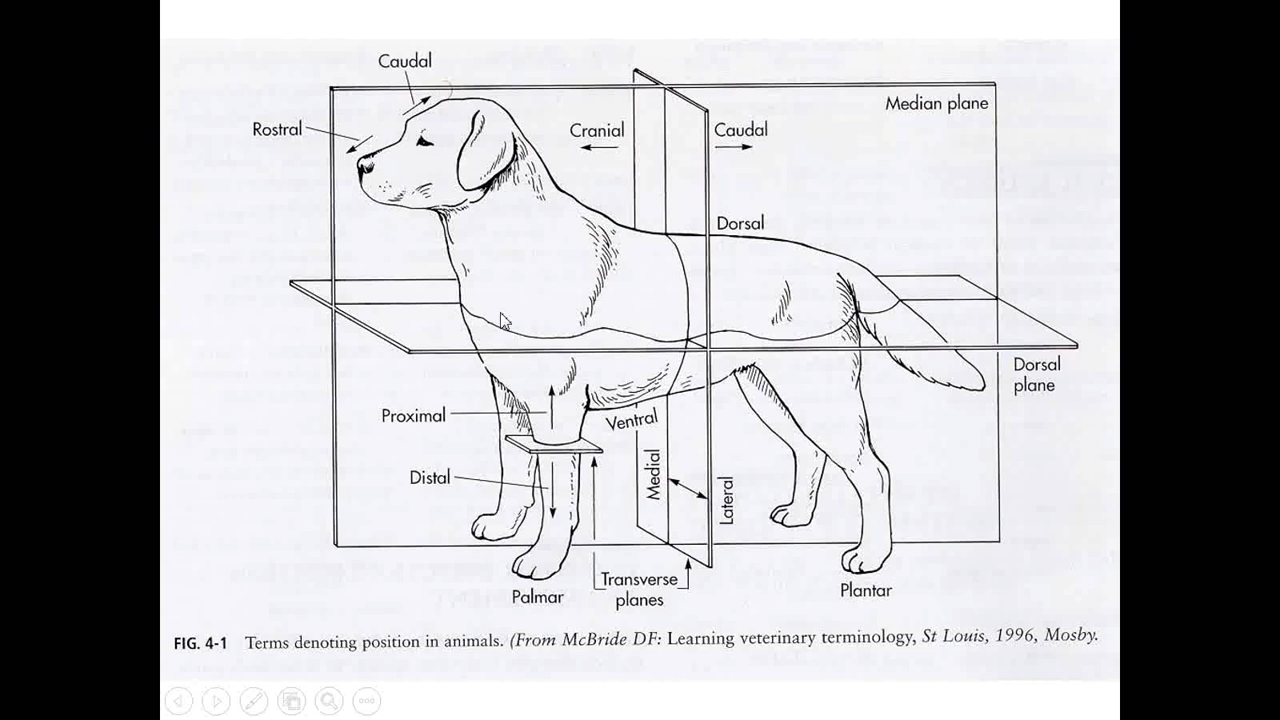 Caudal
Rostral
Cranial
Caudal
Median plane
Dorsal
Dorsal
plane
Proximal
Ventral
Distal
Medial
Lateral
Transverse
planes
Palmar
Plantar
FIG. 4-1 Terms denoting position in animals. (From McBride DF: Learning veterinary terminology, St Louis, 1996, Mosby.